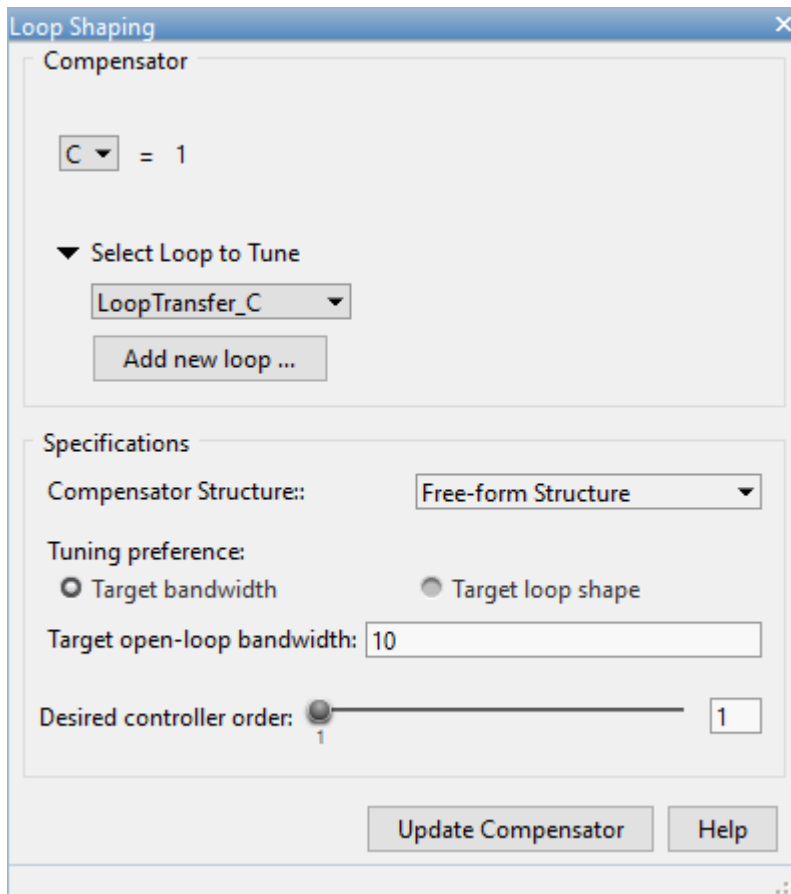 Loop Shaping
Compensator
C = 1
Select Loop to Tune
LoopTransfer_C
Add new loop ...
Specifications
Compensator Structure:: Free-form Structure
Tuning preference:
Target bandwidth Target loop shape
Target open-loop bandwidth: 10
Desired controller order: 1
1
Update Compensator Help